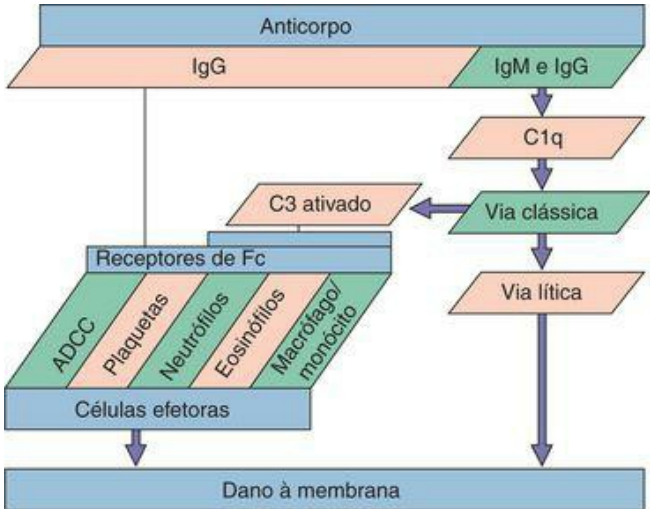 Anticorpo
IgG
IgM e IgG
C1q
C3 ativado
Via clássica
Receptores de Fc
Via lítica
ADCC
Plaquetas
Neutrófilos
Eosinófilos
Macrófago/
monócito
Células efetoras
Dano à membrana